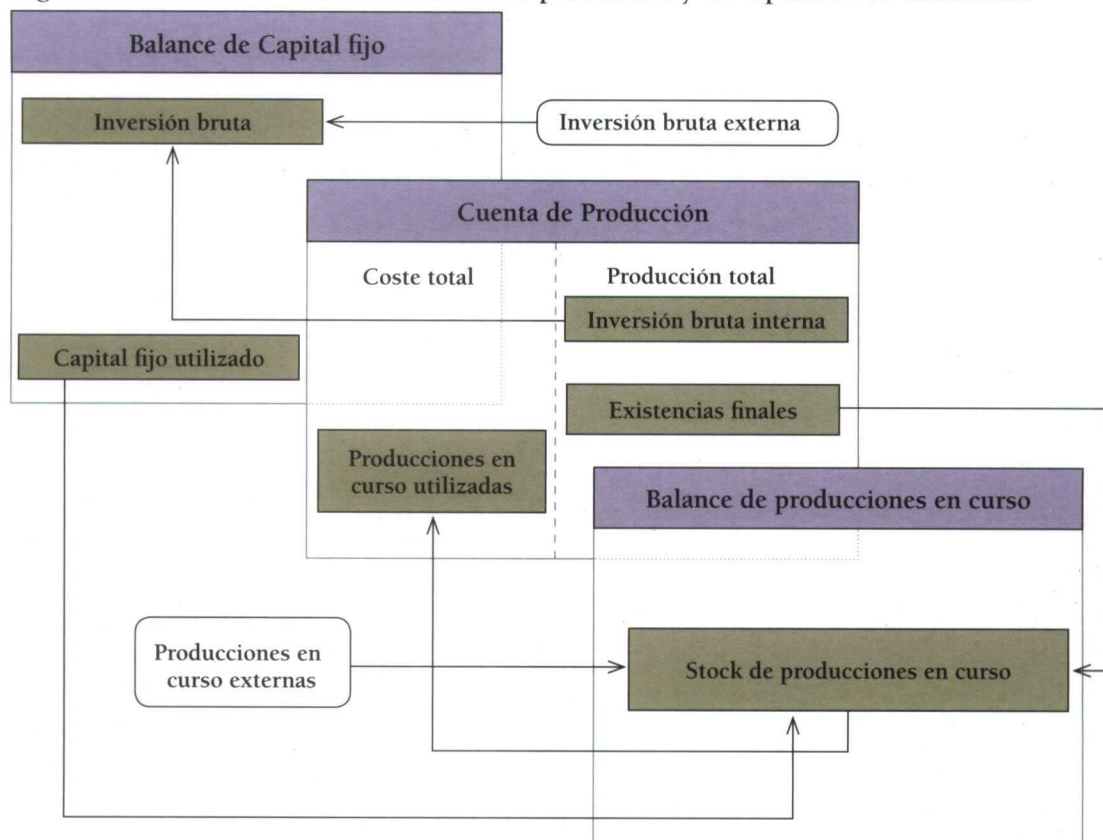 Balance de Capital fijo
Inversión bruta
Inversión bruta externa
Cuenta de Producción
Coste total
Producción total
Inversión bruta interna
Capital fijo utilizado
Existencias finales
Producciones en
curso utilizadas
Balance de producciones en curso
Producciones en
curso externas
Stock de producciones en curso